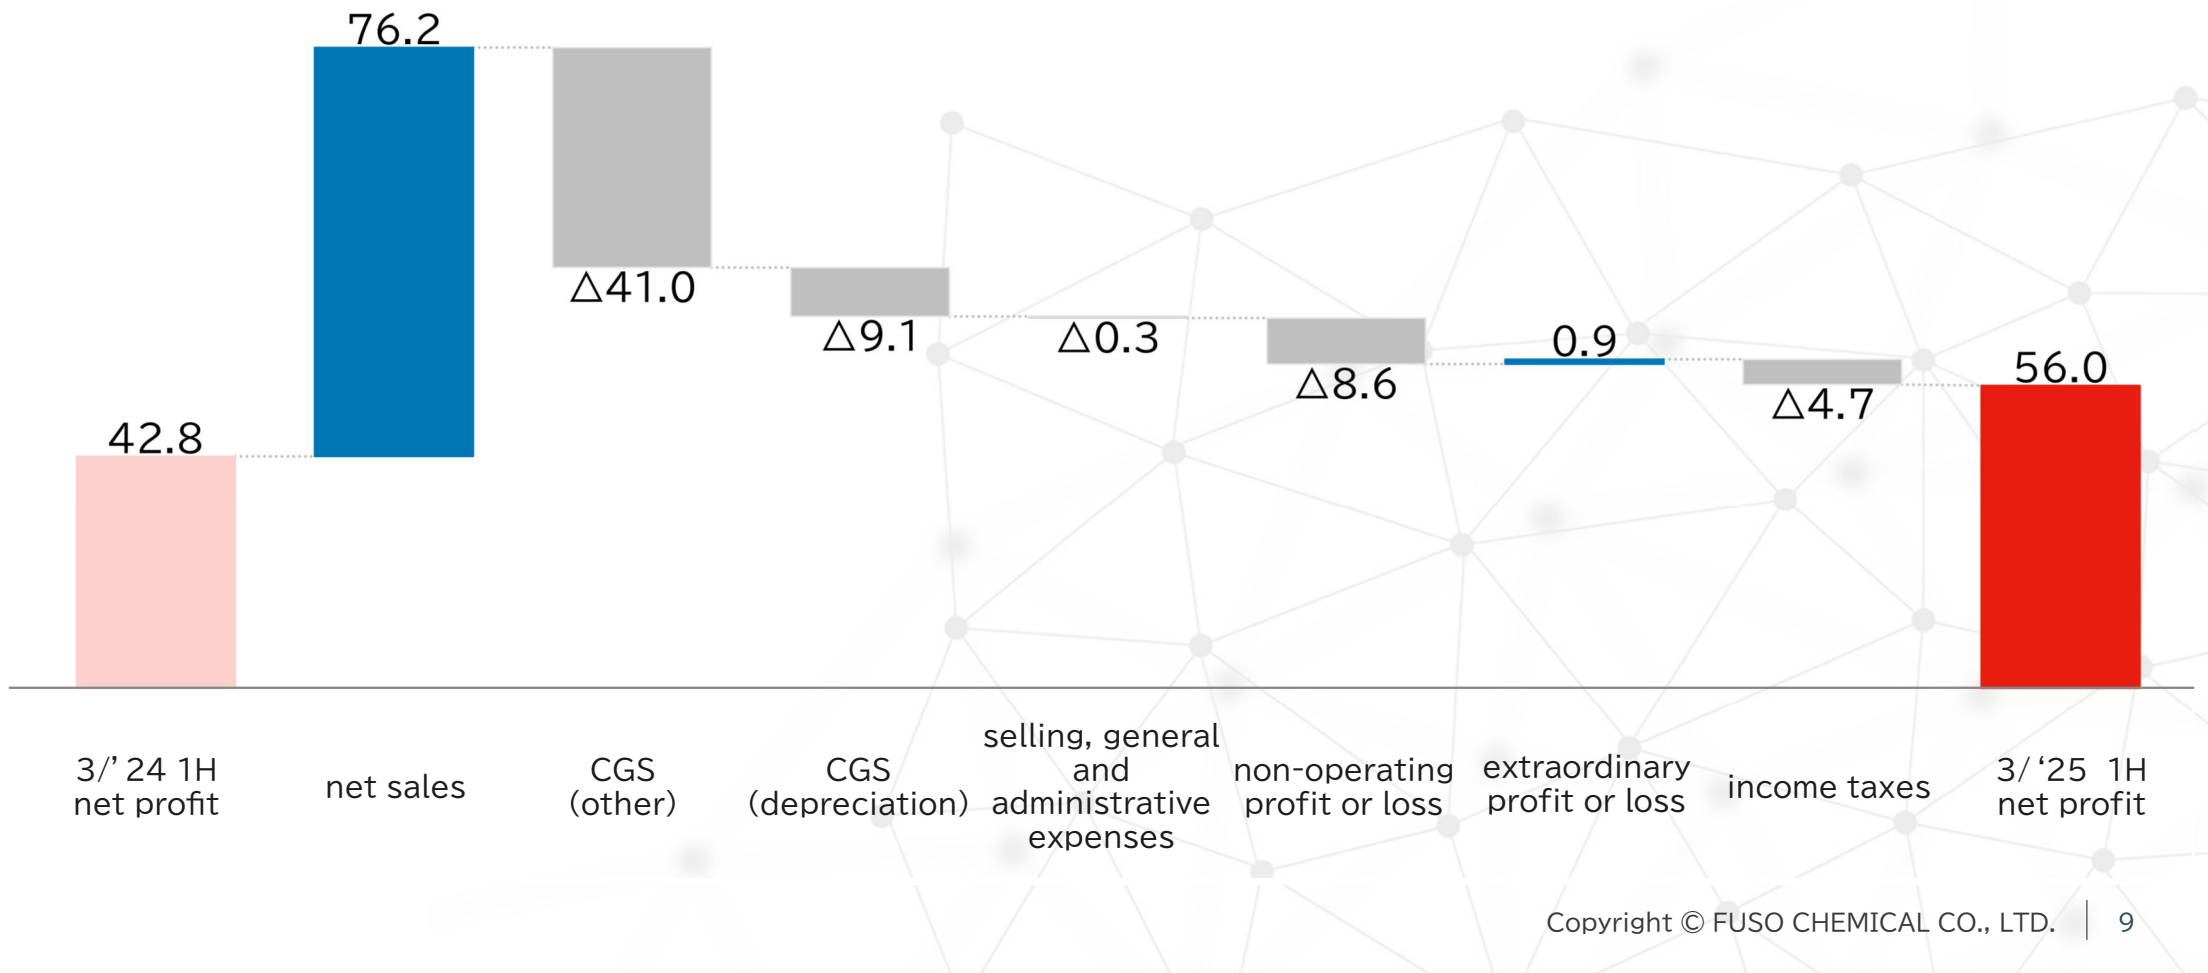 76.2
42.8
△41.0
△9.1
△0.3
△8.6
0.9
△4.7
56.0
3/’ 24 1H
net profit
net sales
CGS
(other)
CGS
(depreciation)
selling, general
and
administrative
expenses
non-operating
profit or loss
extraordinary
profit or loss
income taxes
3/ ‘25 1H
net profit
Copyright © FUSO CHEMICAL CO., LTD. 9